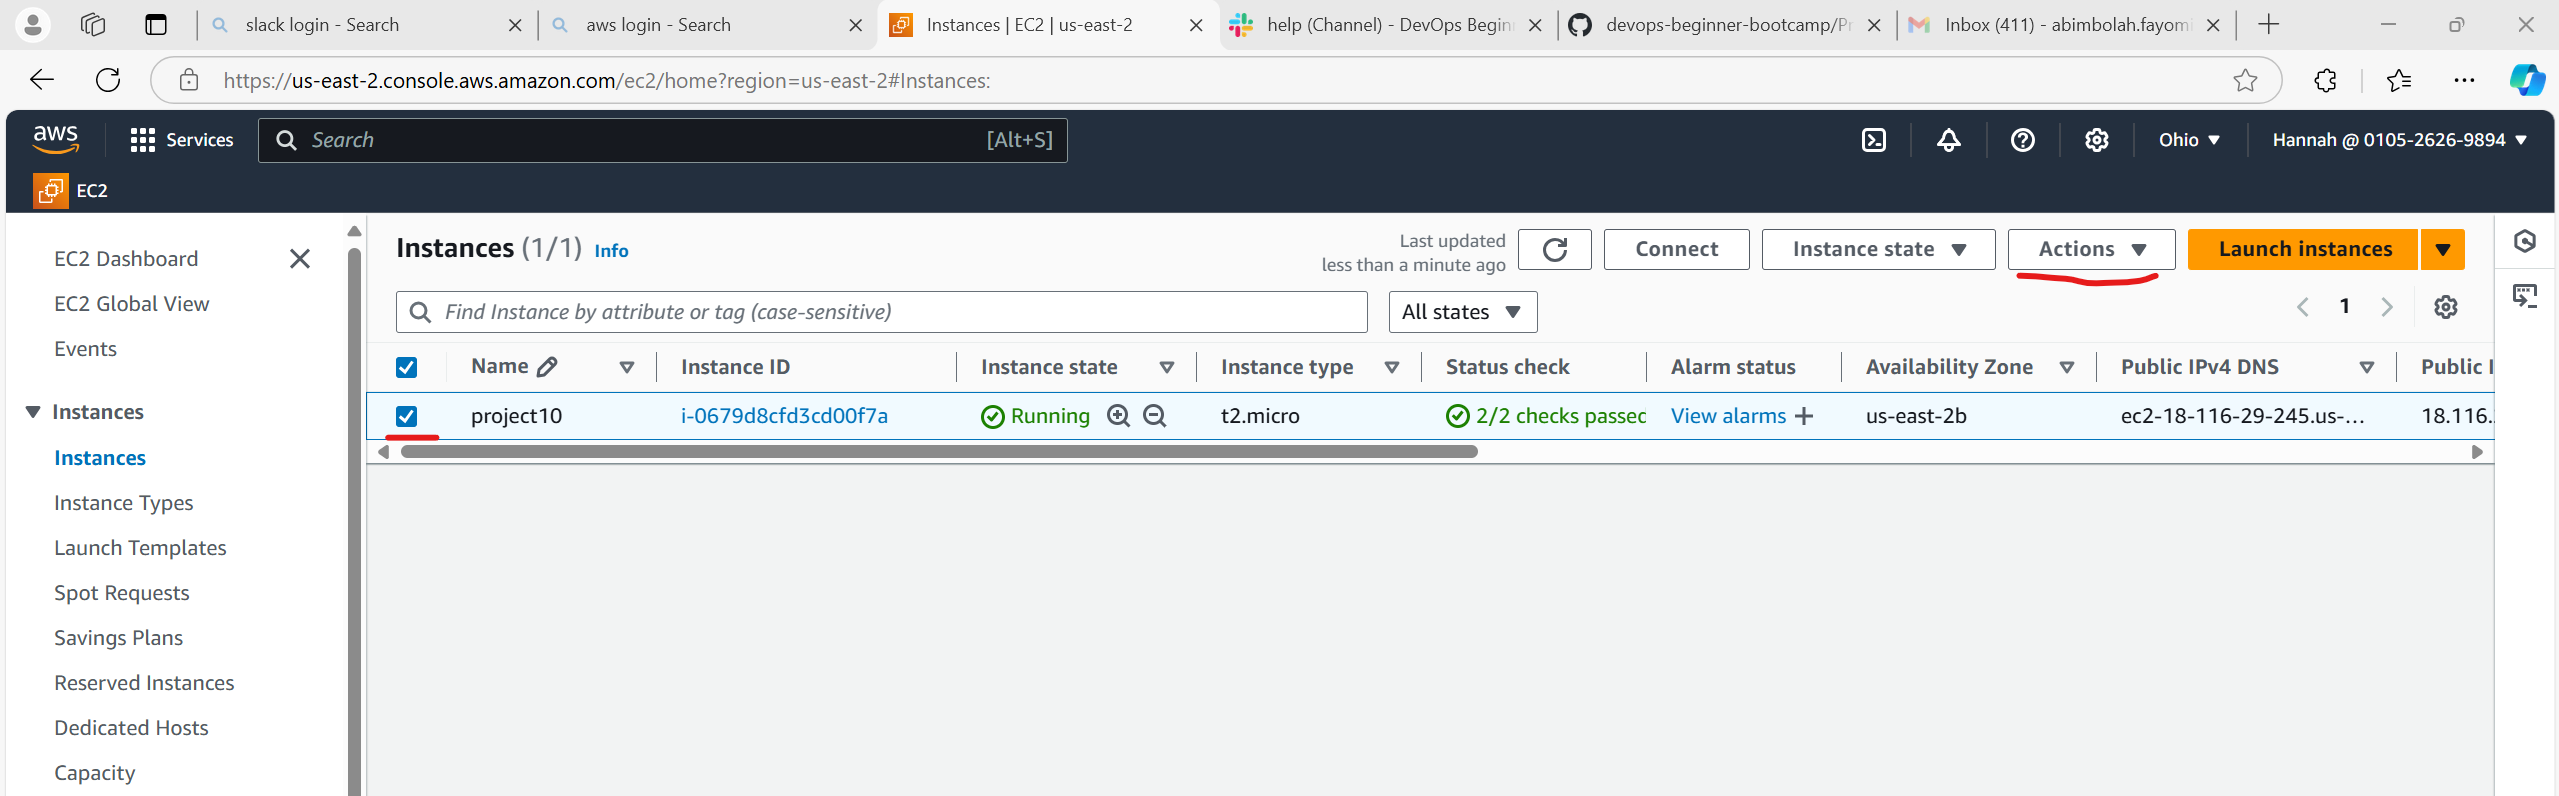 slack login - Search
aws login - Search
Instances | EC2 | us-east-2
help (Channel) - DevOps Begin
devops-beginner-bootcamp/Pr
Inbox (411) - abimbolah.fayomi
https://us-east-2.console.aws.amazon.com/ec2/home?region=us-east-2#Instances:
aws
Services
Search
[Alt+S]
Ohio
Hannah @ 0105-2626-9894
EC2
EC2 Dashboard
EC2 Global View
Events
Instances
Instances
Instance Types
Launch Templates
Spot Requests
Savings Plans
Reserved Instances
Dedicated Hosts
Capacity
Instances (1/1) Info
Last updated
less than a minute ago
Connect
Instance state
Actions
Launch instances
Find Instance by attribute or tag (case-sensitive)
All states
1
Name Instance ID Instance state Instance type Status check Alarm status Availability Zone Public IPv4 DNS Public I
project10 i-0679d8cfd3cd00f7a Running t2.micro 2/2 checks passed View alarms + us-east-2b ec2-18-116-29-245.us-... 18.116.